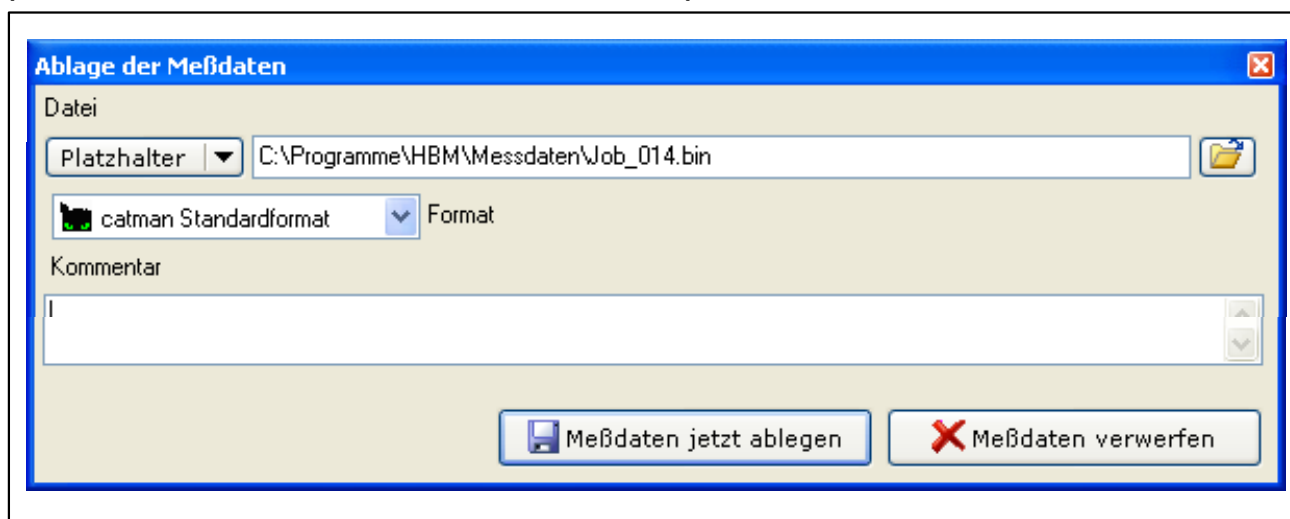 Ablage der Meßdaten
Datei
Platzhalter C:\Programme\HBM\Messdaten\Job_014.bin
catman Standardformat Format
Kommentar
Meßdaten jetzt ablegen Meßdaten verwerfen